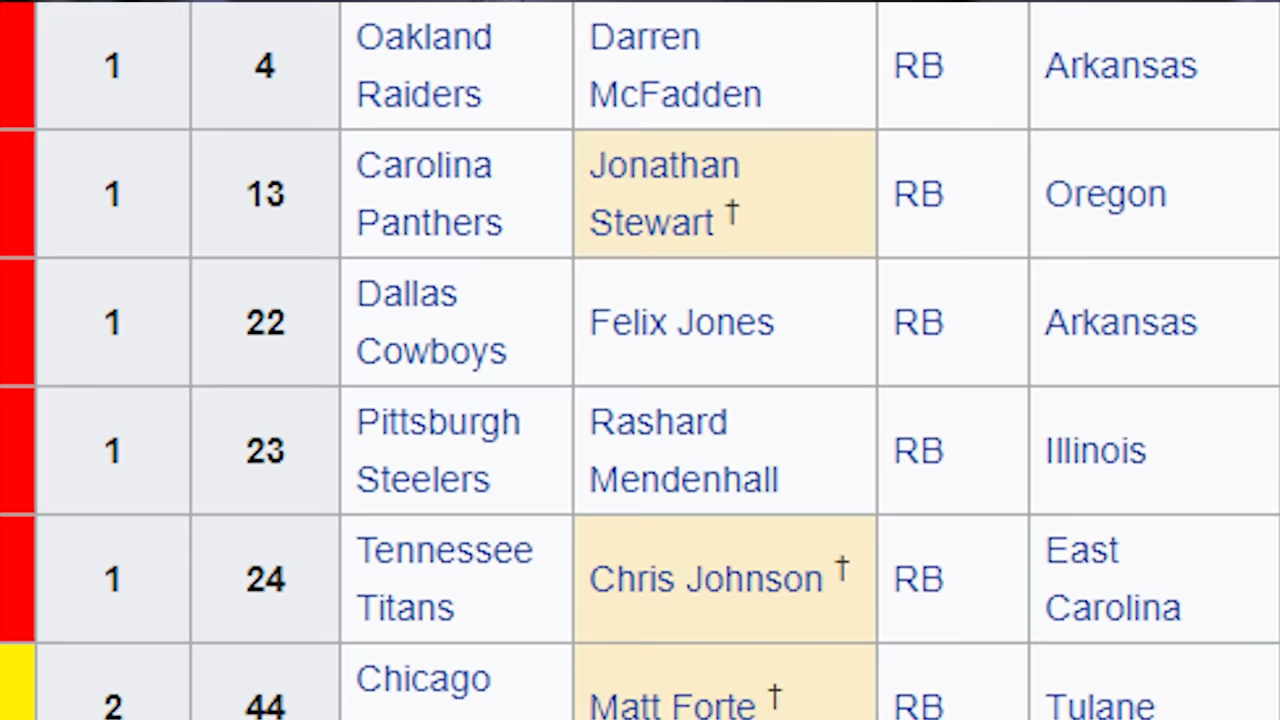 1 4 Oakland Raiders Darren McFadden RB Arkansas
1 13 Carolina Panthers Jonathan Stewart † RB Oregon
1 22 Dallas Cowboys Felix Jones RB Arkansas
1 23 Pittsburgh Steelers Rashard Mendenhall RB Illinois
1 24 Tennessee Titans Chris Johnson † RB East Carolina
2 44 Chicago Matt Forte † RB Tulane